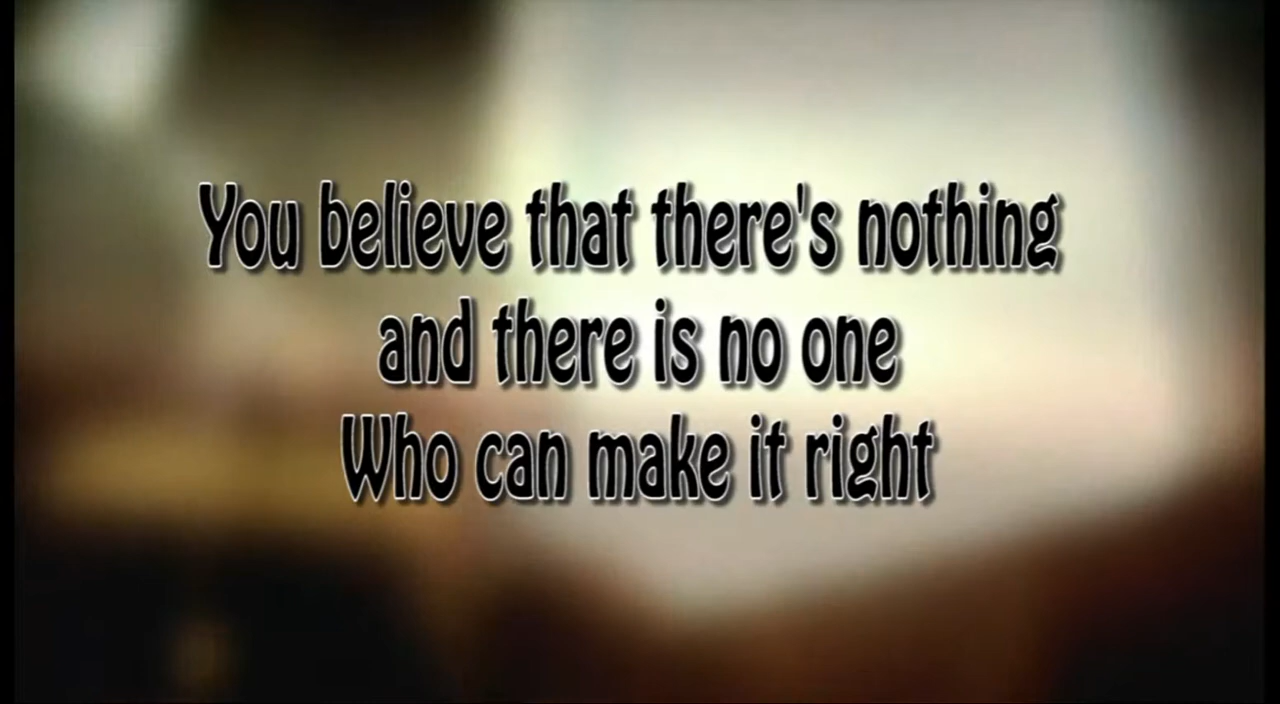 You believe that there's nothing
and there is no one
Who can make it right